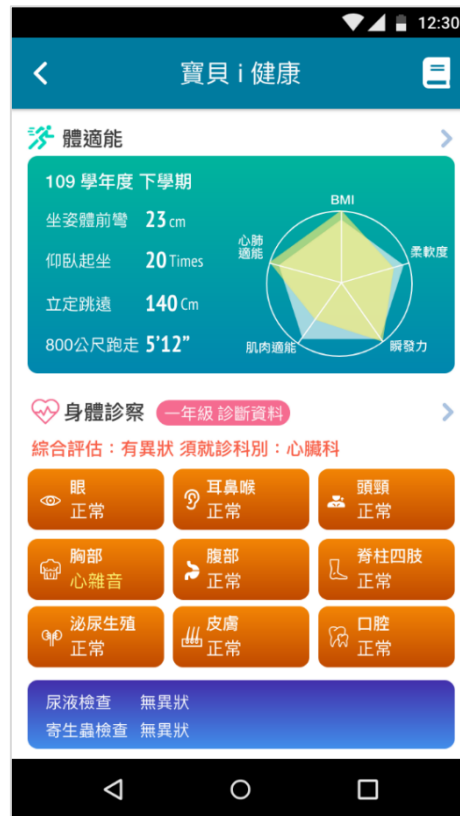 12:30
寶貝 i 健康
體適能
109 學年度 下學期
坐姿體前彎 23 cm
仰臥起坐 20 Times
立定跳遠 140 Cm
800公尺跑走 5'12"
BMI
心肺適能
柔軟度
肌肉適能
瞬發力
身體診察 一年級 診斷資料
綜合評估：有異狀 須就診科別：心臟科
眼
正常
耳鼻喉
正常
頭頸
正常
胸部
心雜音
腹部
正常
脊柱四肢
正常
泌尿生殖
正常
皮膚
正常
口腔
正常
尿液檢查 無異狀
寄生蟲檢查 無異狀